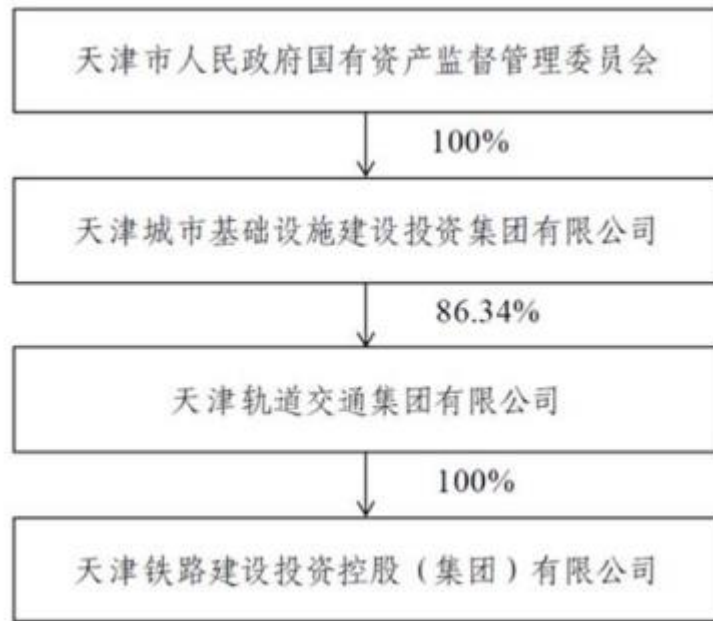 天津市人民政府国有资产监督管理委员会
100%
天津城市基础设施建设投资集团有限公司
86.34%
天津轨道交通集团有限公司
100%
天津铁路建设投资控股（集团）有限公司